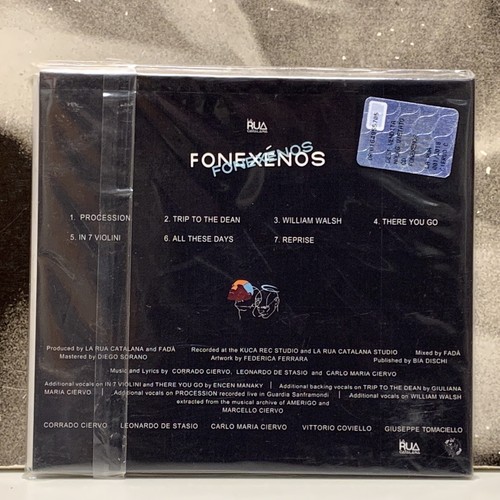 LA
RUA
CATALANA
FONEXÉNOS
FONEXÉNOS
1. PROCESSION 2. TRIP TO THE DEAN 3. WILLIAM WALSH 4. THERE YOU GO
5. IN 7 VIOLINI 6. ALL THESE DAYS 7. REPRISE
Produced by LA RUA CATALANA and FADÀ Recorded at the KUCA REC STUDIO and LA RUA CATALANA STUDIO Mixed by FADÀ
Mastered by DIEGO SORANO Artwork by FEDERICA FERRARA Published by BIA DISCHI
Music and Lyrics by CORRADO CIERVO, LEONARDO DE STASIO and CARLO MARIA CIERVO
Additional vocals on IN 7 VIOLINI and THERE YOU GO by ENCEN MANAKY | Additional backing vocals on TRIP TO THE DEAN by GIULIANA
MARIA CIERVO | Additional vocals on PROCESSION recorded live in Guardia Sanframondi | Additional vocals on WILLIAM WALSH
extracted from the musical archive of AMERIGO and
MARCELLO CIERVO
CORRADO CIERVO LEONARDO DE STASIO CARLO MARIA CIERVO VITTORIO COVIELLO GIUSEPPE TOMACIELLO
LA
RUA
CATALANA